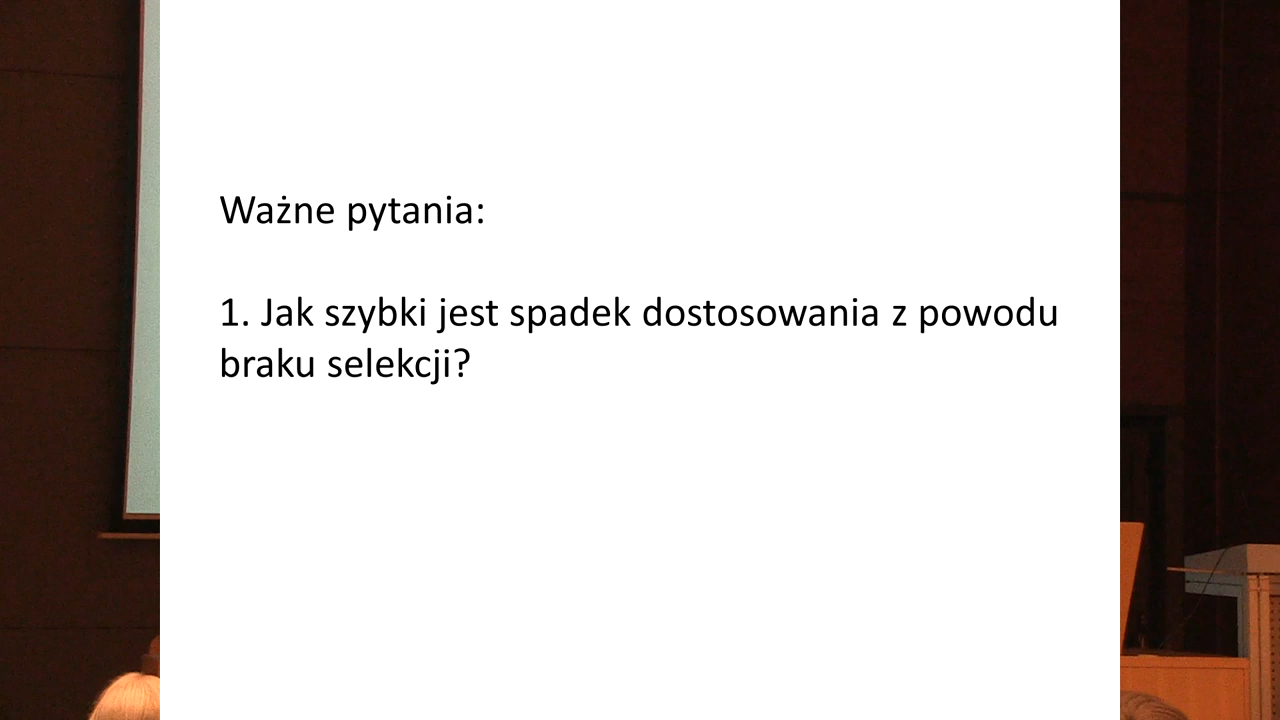 Ważne pytania:
1. Jak szybki jest spadek dostosowania z powodu
braku selekcji?